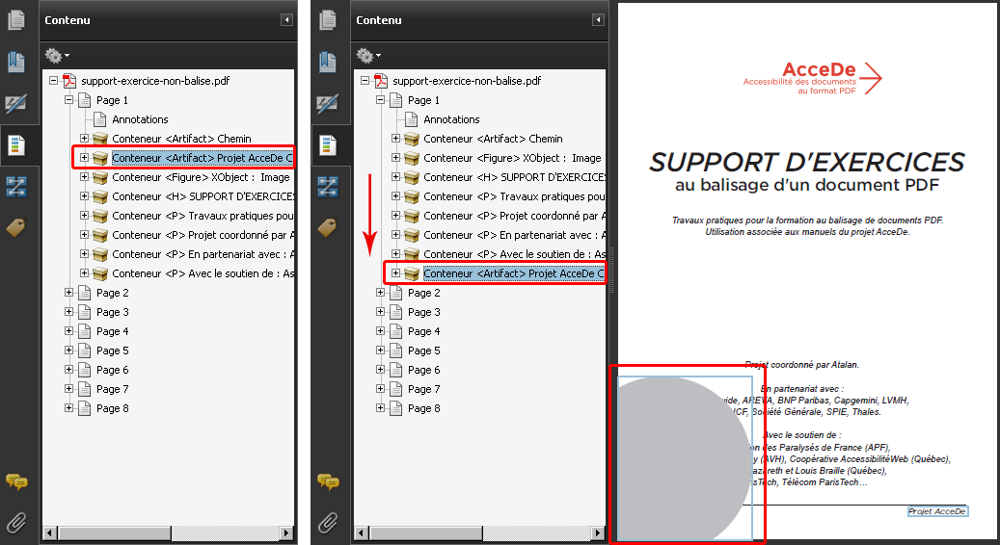 Contenu
support-exercice-non-balise.pdf
Page 1
Annotations
Conteneur <Artifact> Chemin
Conteneur <Artifact> Projet AcceDe C
Conteneur <Figure> XObject : Image
Conteneur <H> SUPPORT D'EXERCICES
Conteneur <P> Travaux pratiques pou
Conteneur <P> Projet coordonné par A
Conteneur <P> En partenariat avec : A
Conteneur <P> Avec le soutien de : As
Page 2
Page 3
Page 4
Page 5
Page 6
Page 7
Page 8
Contenu
support-exercice-non-balise.pdf
Page 1
Annotations
Conteneur <Artifact> Chemin
Conteneur <Figure> XObject : Image
Conteneur <H> SUPPORT D'EXERCICES
Conteneur <P> Travaux pratiques pou
Conteneur <P> Projet coordonné par A
Conteneur <P> En partenariat avec : A
Conteneur <P> Avec le soutien de : As
Conteneur <Artifact> Projet AcceDe C
Page 2
Page 3
Page 4
Page 5
Page 6
Page 7
Page 8
AcceDe
Accessibilité des documents
au format PDF
SUPPORT D'EXERCICES
au balisage d'un document PDF
Travaux pratiques pour la formation au balisage de documents PDF.
Utilisation associée aux manuels du projet AcceDe.
Projet coordonné par Atalan.
En partenariat avec :
uide, AREVA, BNP Paribas, Capgemini, LVMH,
NCF, Société Générale, SPIE, Thales.
Avec le soutien de :
on des Paralysés de France (APF),
y (AVH), Coopérative AccessibilitéWeb (Québec),
azareth et Louis Braille (Québec),
isTech, Télécom ParisTech...
Projet AcceDe